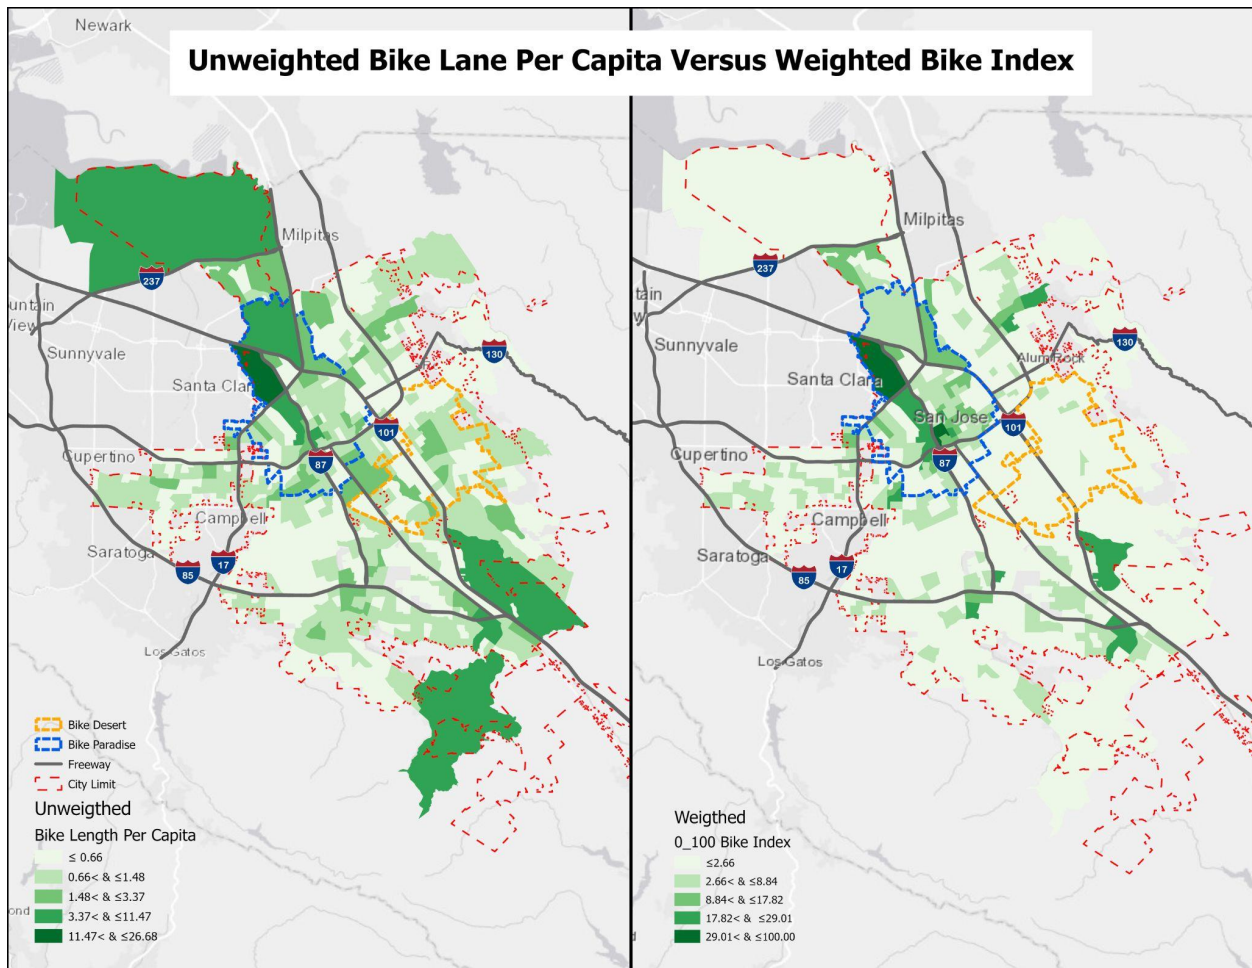 Newark
Unweighted Bike Lane Per Capita Versus Weighted Bike Index
Milpitas
237
Sunnyvale
130
Santa Clar
101
87
Cupertino
Campbell
Saratoga
17
85
Los Gatos
Bike Desert
Bike Paradise
Freeway
City Limit
Unweigthed
Bike Length Per Capita
≤ 0.66
0.66< & ≤1.48
1.48< & ≤3.37
3.37< & ≤11.47
11.47< & ≤26.68
Milpitas
237
Sunnyvale
130
Alum Rock
Santa Clara
San Jose
101
87
Cupertino
Campbell
Saratoga
17
85
Los Gatos
Weigthed
0_100 Bike Index
≤2.66
2.66< & ≤8.84
8.84< & ≤17.82
17.82< & ≤29.01
29.01< & ≤100.00